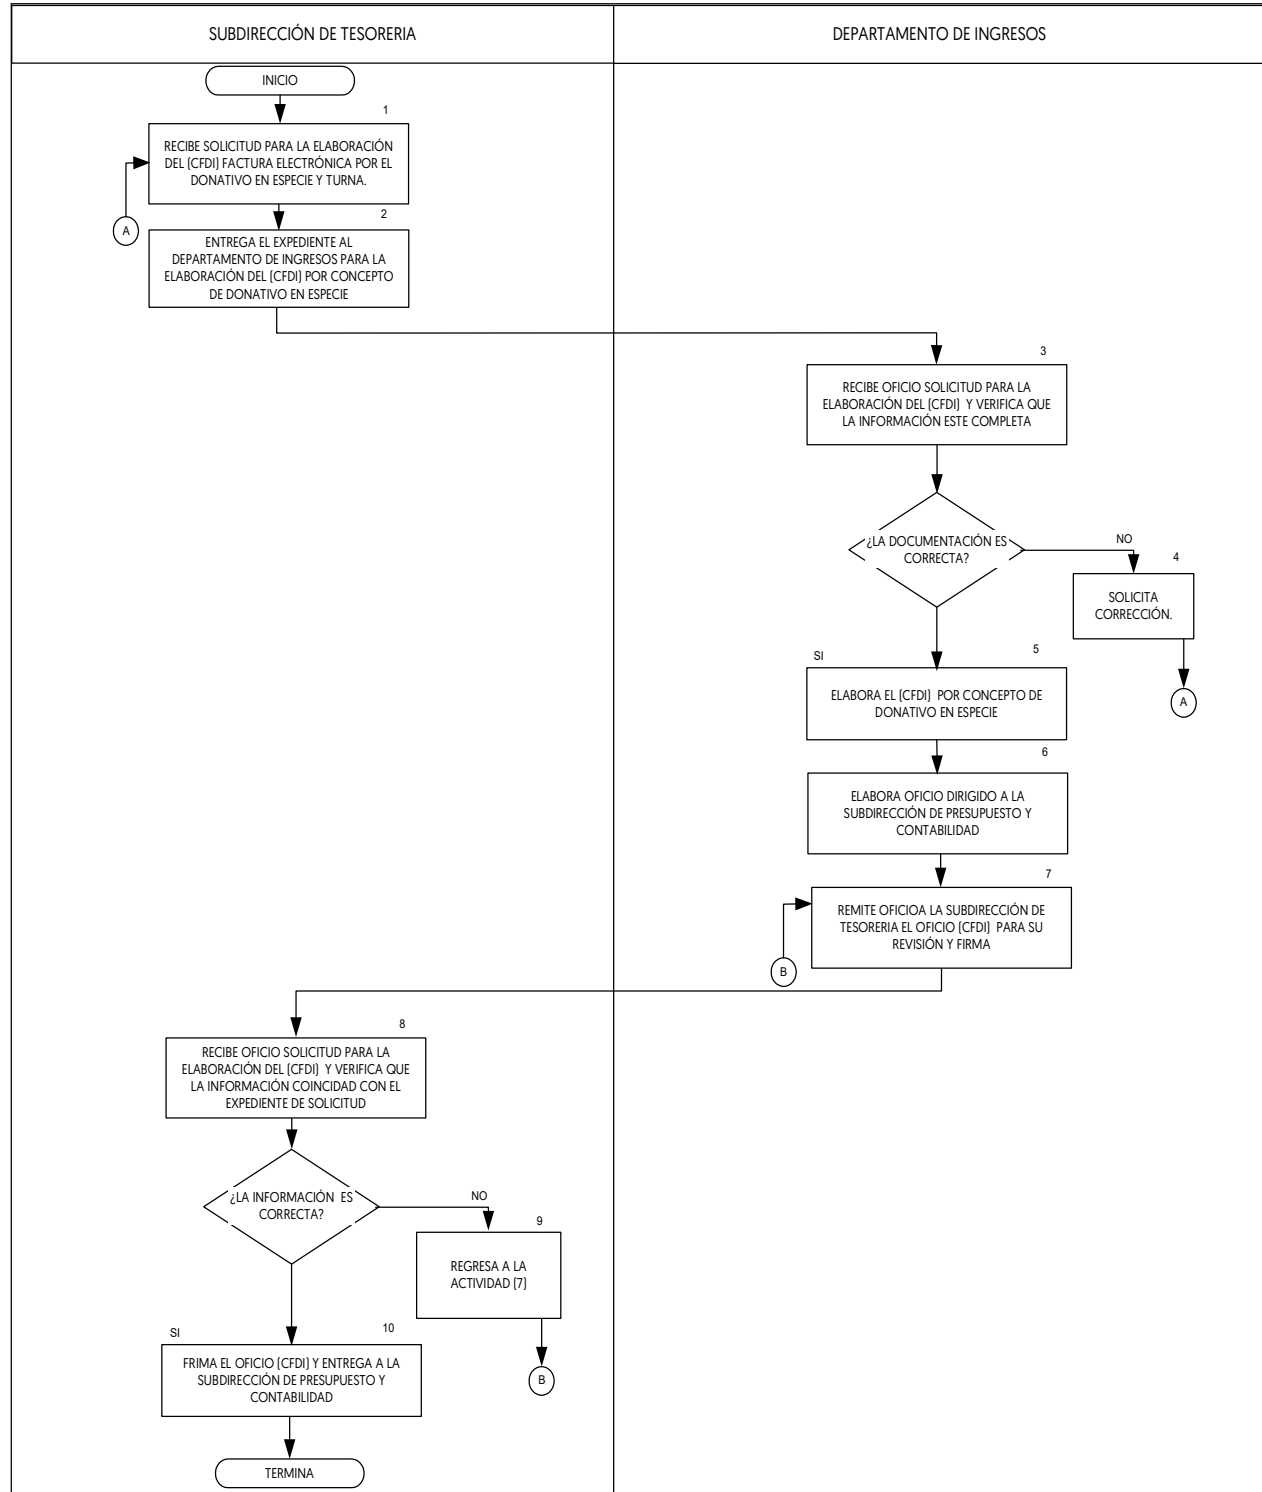 SUBDIRECCIÓN DE TESORERIA
DEPARTAMENTO DE INGRESOS
INICIO
1
RECIBE SOLICITUD PARA LA ELABORACIÓN
DEL (CFDI) FACTURA ELECTRÓNICA POR EL
DONATIVO EN ESPECIE Y TURNA.
A
2
ENTREGA EL EXPEDIENTE AL
DEPARTAMENTO DE INGRESOS PARA LA
ELABORACIÓN DEL (CFDI) POR CONCEPTO
DE DONATIVO EN ESPECIE
3
RECIBE OFICIO SOLICITUD PARA LA
ELABORACIÓN DEL (CFDI) Y VERIFICA QUE
LA INFORMACIÓN ESTE COMPLETA
¿LA DOCUMENTACIÓN ES
CORRECTA?
NO
4
SOLICITA
CORRECCIÓN.
A
SI
5
ELABORA EL (CFDI) POR CONCEPTO DE
DONATIVO EN ESPECIE
6
ELABORA OFICIO DIRIGIDO A LA
SUBDIRECCIÓN DE PRESUPUESTO Y
CONTABILIDAD
7
REMITE OFICIOA LA SUBDIRECCIÓN DE
TESORERIA EL OFICIO (CFDI) PARA SU
REVISIÓN Y FIRMA
B
8
RECIBE OFICIO SOLICITUD PARA LA
ELABORACIÓN DEL (CFDI) Y VERIFICA QUE
LA INFORMACIÓN COINCIDAD CON EL
EXPEDIENTE DE SOLICITUD
¿LA INFORMACIÓN ES
CORRECTA?
NO
9
REGRESA A LA
ACTIVIDAD (7)
B
SI
10
FRIMA EL OFICIO (CFDI) Y ENTREGA A LA
SUBDIRECCIÓN DE PRESUPUESTO Y
CONTABILIDAD
TERMINA